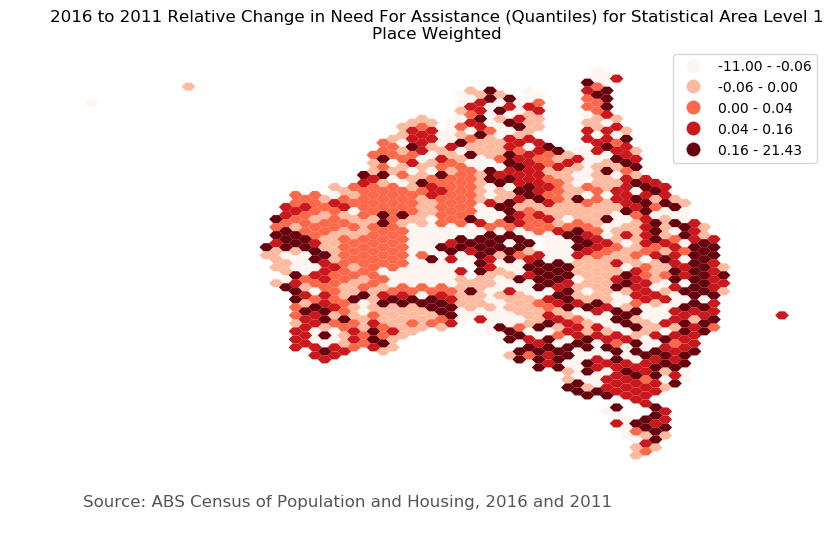 2016 to 2011 Relative Change in Need For Assistance (Quantiles) for Statistical Area Level 1
Place Weighted
-11.00 - -0.06
-0.06 - 0.00
0.00 - 0.04
0.04 - 0.16
0.16 - 21.43
Source: ABS Census of Population and Housing, 2016 and 2011